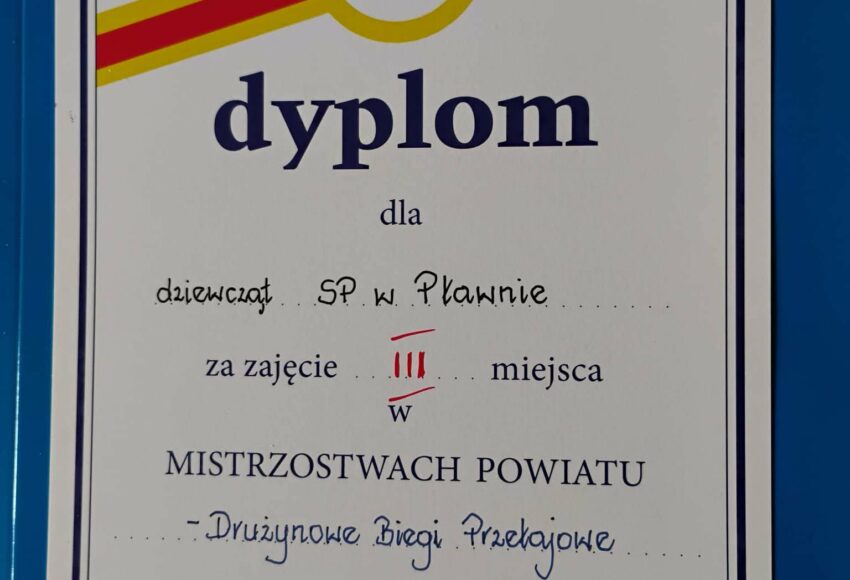 dyplom
dla
dziewcząt SP w Pławnie
za zajęcie III miejsca
w
MISTRZOSTWACH POWIATU
- Drużynowe Biegi Przełajowe